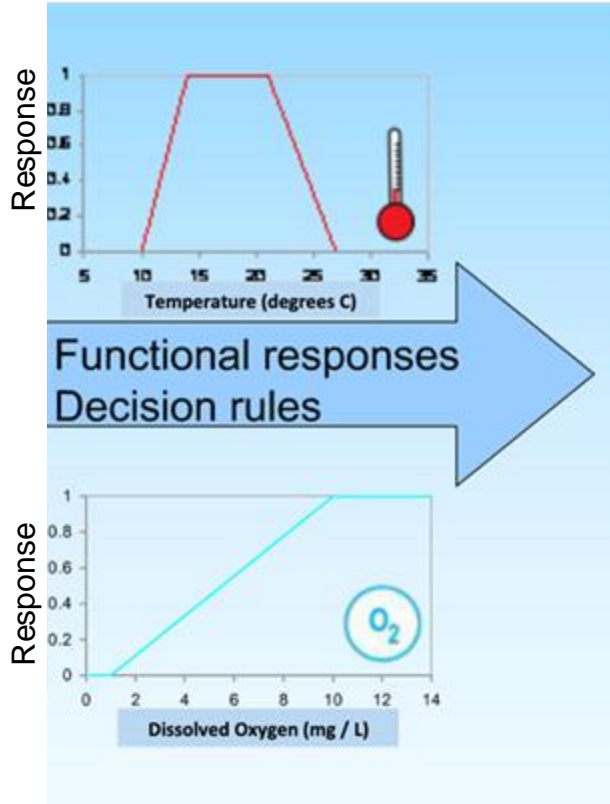 Response
1
0.8
0.6
0.4
0.2
0
5 10 15 20 25 30 35
Temperature (degrees C)
Functional responses
Decision rules
Response
1
0.8
0.6
0.4
0.2
0
0 2 4 6 8 10 12 14
O2
Dissolved Oxygen (mg / L)